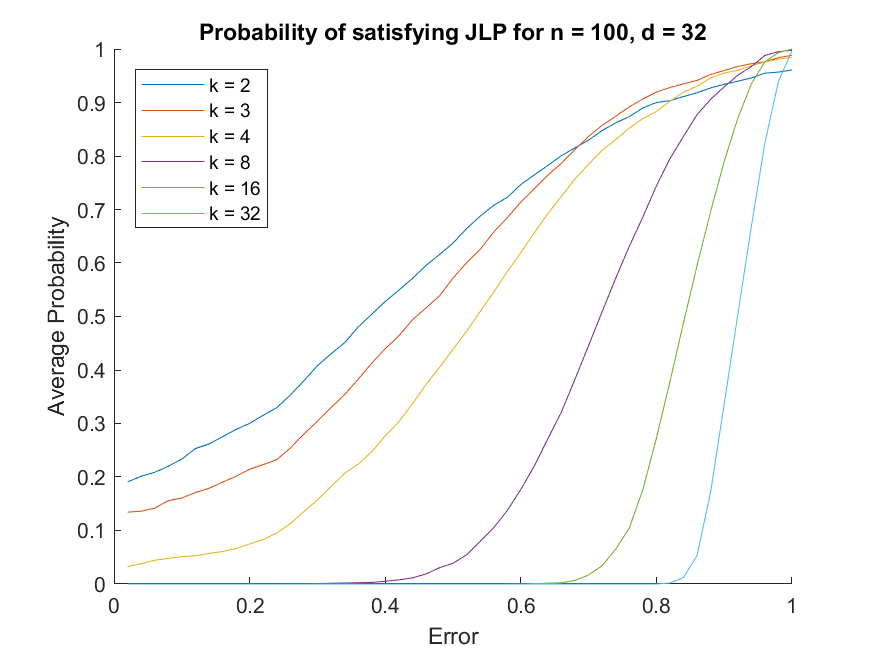 Probability of satisfying JLP for n = 100, d = 32
1
0.9
0.8
0.7
0.6
0.5
0.4
0.3
0.2
0.1
0
Average Probability
k = 2
k = 3
k = 4
k = 8
k = 16
k = 32
0 0.2 0.4 0.6 0.8 1
Error